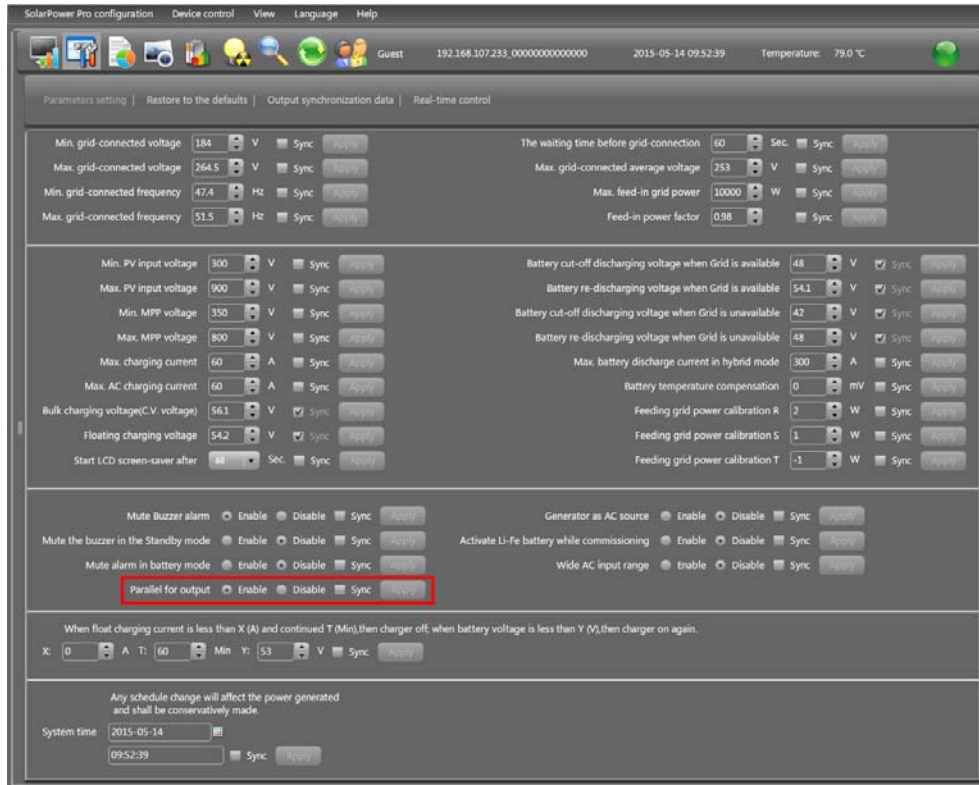 SolarPower Pro configuration Device control View Language Help
Guest 192.168.107.233_00000000000000 2015-05-14 09:52:39 Temperature: 79.0 °C
Parameters setting | Restore to the defaults | Output synchronization data | Real-time control
Min. grid-connected voltage 184 V Sync Apply The waiting time before grid-connection 60 Sec. Sync Apply
Max. grid-connected voltage 264.5 V Sync Apply Max. grid-connected average voltage 253 V Sync Apply
Min. grid-connected frequency 47.4 Hz Sync Apply Max. feed-in grid power 10000 W Sync Apply
Max. grid-connected frequency 51.5 Hz Sync Apply Feed-in power factor 0.98 Sync Apply
Min. PV input voltage 300 V Sync Apply Battery cut-off discharging voltage when Grid is available 48 V Sync Apply
Max. PV input voltage 900 V Sync Apply Battery re-discharging voltage when Grid is available 54.1 V Sync Apply
Min. MPP voltage 350 V Sync Apply Battery cut-off discharging voltage when Grid is unavailable 42 V Sync Apply
Max. MPP voltage 800 V Sync Apply Battery re-discharging voltage when Grid is unavailable 48 V Sync Apply
Max. charging current 60 A Sync Apply Max. battery discharge current in hybrid mode 300 A Sync Apply
Max. AC charging current 60 A Sync Apply Battery temperature compensation 0 mV Sync Apply
Bulk charging voltage(C.V. voltage) 56.1 V Sync Apply Feeding grid power calibration R 2 W Sync Apply
Floating charging voltage 54.2 V Sync Apply Feeding grid power calibration S 1 W Sync Apply
Start LCD screen-saver after 60 Sec. Sync Apply Feeding grid power calibration T -1 W Sync Apply
Mute Buzzer alarm Enable Disable Sync Apply Generator as AC source Enable Disable Sync Apply
Mute the buzzer in the Standby mode Enable Disable Sync Apply Activate Li-Fe battery while commissioning Enable Disable Sync Apply
Mute alarm in battery mode Enable Disable Sync Apply Wide AC input range Enable Disable Sync Apply
Parallel for output Enable Disable Sync Apply
When float charging current is less than X (A) and continued T (Min),then charger off; when battery voltage is less than Y (V),then charger on again.
X: 0 A T: 60 Min Y: 53 V Sync Apply
Any schedule change will affect the power generated
and shall be conservatively made.
System time 2015-05-14
09:52:39 Sync Apply